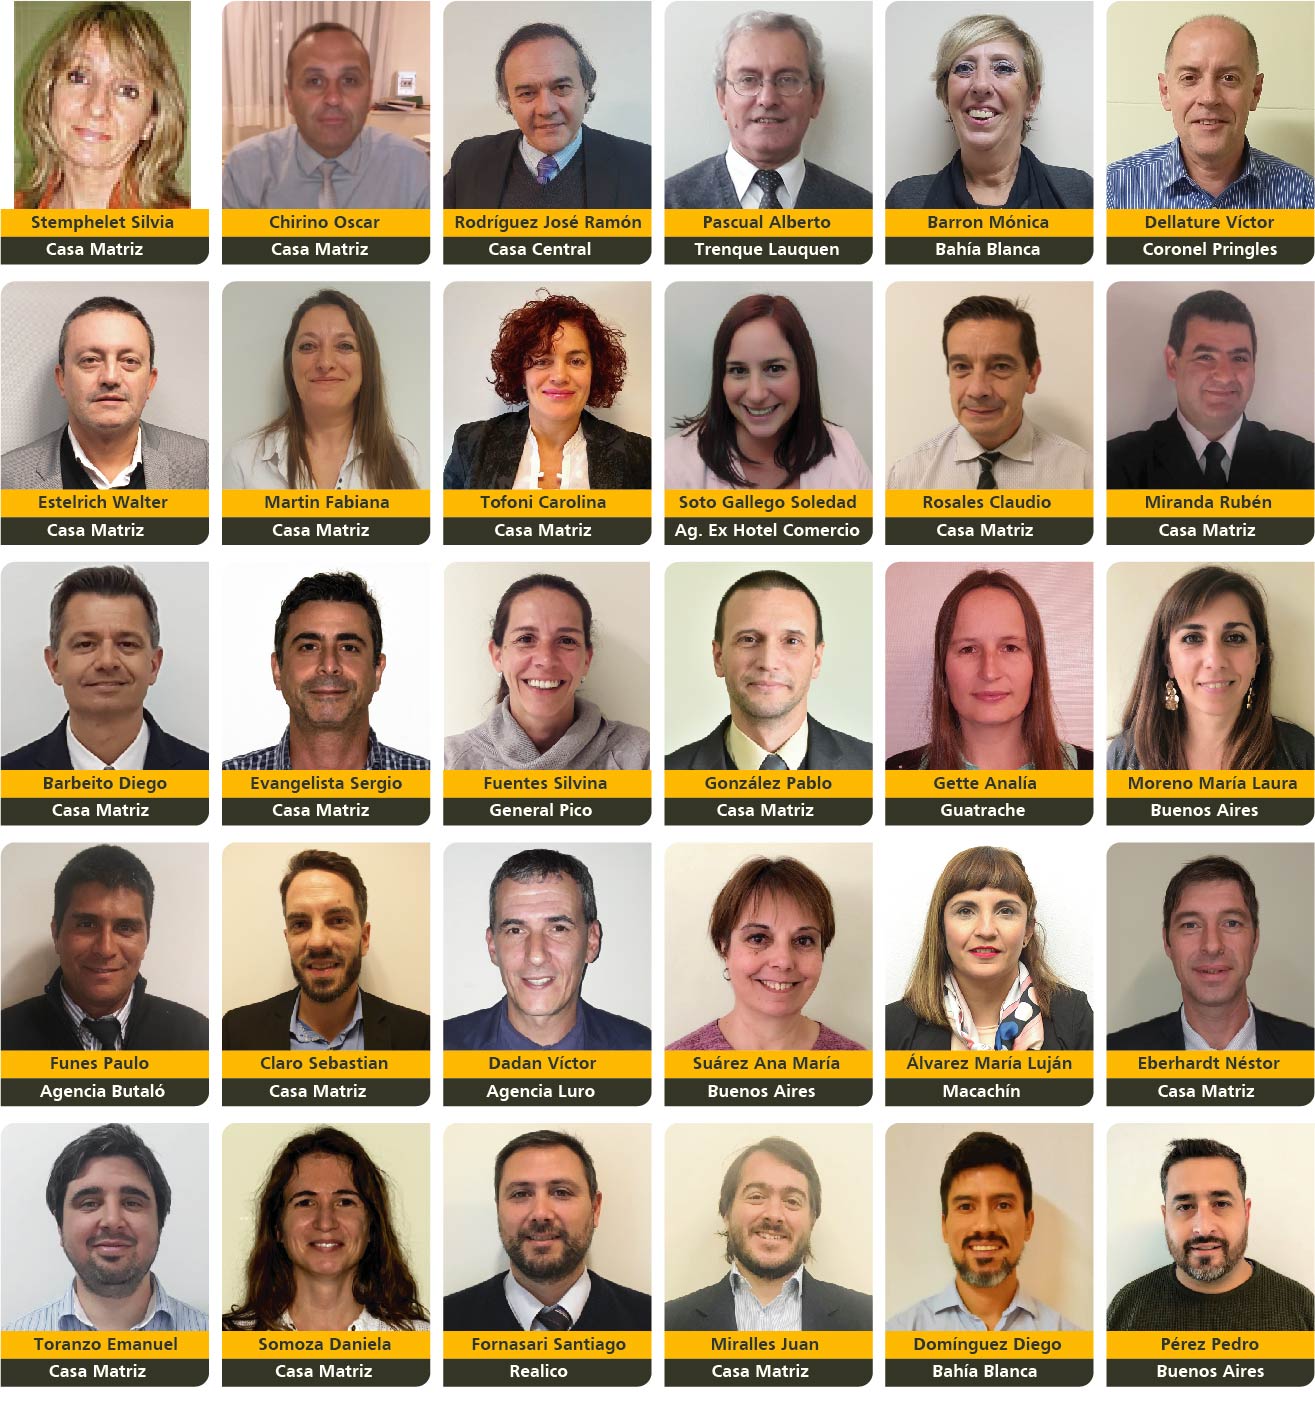 Stemphelet Silvia
Casa Matriz
Chirino Oscar
Casa Matriz
Rodríguez José Ramón
Casa Central
Pascual Alberto
Trenque Lauquen
Barron Mónica
Bahía Blanca
Dellature Víctor
Coronel Pringles
Estelrich Walter
Casa Matriz
Martin Fabiana
Casa Matriz
Tofoni Carolina
Casa Matriz
Soto Gallego Soledad
Ag. Ex Hotel Comercio
Rosales Claudio
Casa Matriz
Miranda Rubén
Casa Matriz
Barbeito Diego
Casa Matriz
Evangelista Sergio
Casa Matriz
Fuentes Silvina
General Pico
González Pablo
Casa Matriz
Gette Analía
Guatrache
Moreno María Laura
Buenos Aires
Funes Paulo
Agencia Butaló
Claro Sebastian
Casa Matriz
Dadan Víctor
Agencia Luro
Suárez Ana María
Buenos Aires
Álvarez María Luján
Macachín
Eberhardt Néstor
Casa Matriz
Toranzo Emanuel
Casa Matriz
Somoza Daniela
Casa Matriz
Fornasari Santiago
Realico
Miralles Juan
Casa Matriz
Domínguez Diego
Bahía Blanca
Pérez Pedro
Buenos Aires